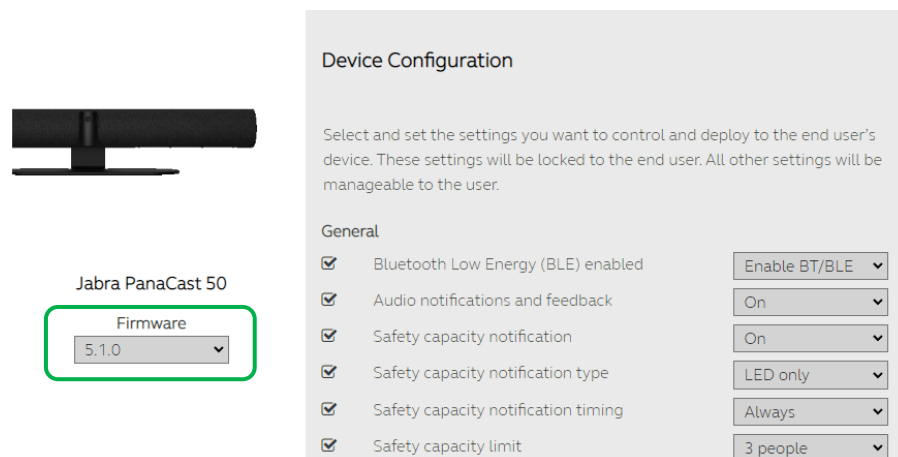 Device Configuration
Select and set the settings you want to control and deploy to the end user's
device. These settings will be locked to the end user. All other settings will be
manageable to the user.
General
Bluetooth Low Energy (BLE) enabled Enable BT/BLE
Audio notifications and feedback On
Safety capacity notification On
Safety capacity notification type LED only
Safety capacity notification timing Always
Safety capacity limit 3 people
Jabra PanaCast 50
Firmware
5.1.0